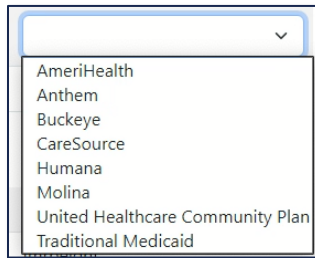 AmeriHealth
Anthem
Buckeye
CareSource
Humana
Molina
United Healthcare Community Plan
Traditional Medicaid